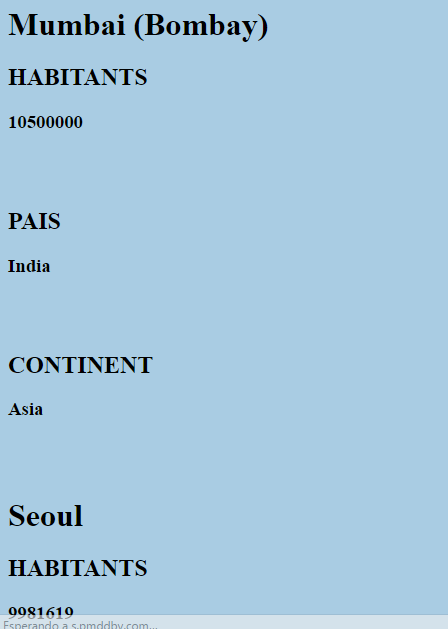 Mumbai (Bombay)
HABITANTS
10500000
PAIS
India
CONTINENT
Asia
Seoul
HABITANTS
9981619
Esperando a s.pmddby.com...